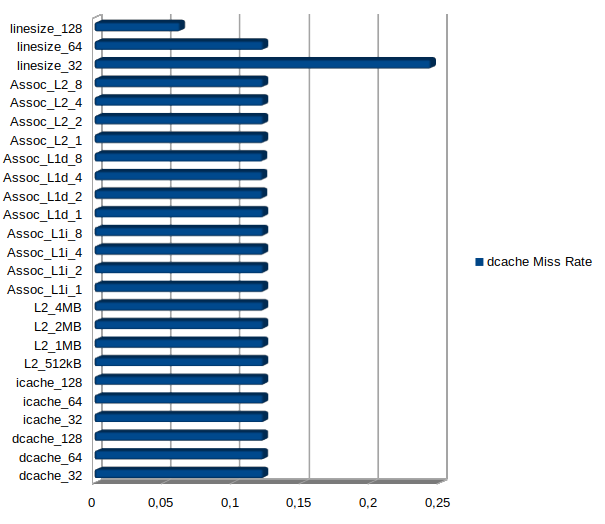 linesize_128
linesize_64
linesize_32
Assoc_L2_8
Assoc_L2_4
Assoc_L2_2
Assoc_L2_1
Assoc_L1d_8
Assoc_L1d_4
Assoc_L1d_2
Assoc_L1d_1
Assoc_L1i_8
Assoc_L1i_4
Assoc_L1i_2
Assoc_L1i_1
L2_4MB
L2_2MB
L2_1MB
L2_512kB
icache_128
icache_64
icache_32
dcache_128
dcache_64
dcache_32
0 0,05 0,1 0,15 0,2 0,25
dcache Miss Rate